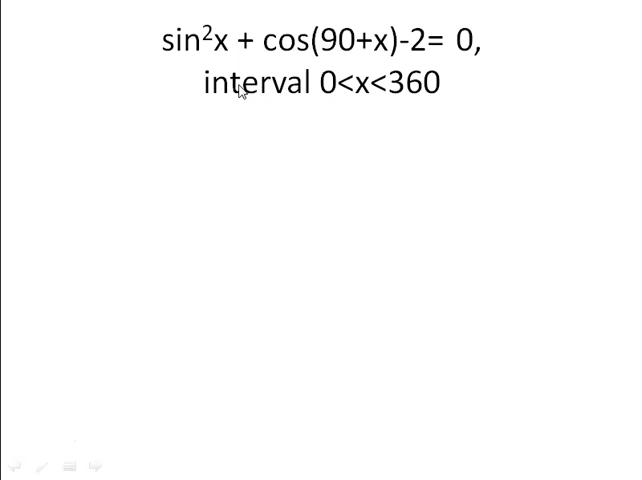 sin²x + cos(90+x)-2= 0,
interval 0<x<360